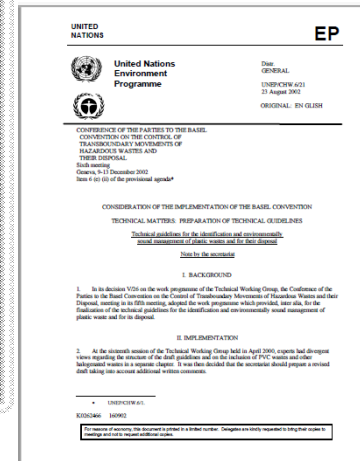 UNITED
NATIONS
EP
United Nations
Environment
Programme
Distr.
GENERAL
UNEP/CHW.6/21
23 August 2002
ORIGINAL: EN GLISH
CONFERENCE OF THE PARTIES TO THE BASEL
CONVENTION ON THE CONTROL OF
TRANSBOUNDARY MOVEMENTS OF
HAZARDOUS WASTES AND
THEIR DISPOSAL
Sixth meeting
Geneva, 9-13 December 2002
Item 6 (c) (ii) of the provisional agenda*
CONSIDERATION OF THE IMPLEMENTATION OF THE BASEL CONVENTION
TECHNICAL MATTERS: PREPARATION OF TECHNICAL GUIDELINES
Technical guidelines for the identification and environmentally
sound management of plastic wastes and for their disposal
Note by the secretariat
I. BACKGROUND
1. In its decision V/26 on the work programme of the Technical Working Group, the Conference of the
Parties to the Basel Convention on the Control of Transboundary Movements of Hazardous Wastes and their
Disposal, meeting in its fifth meeting, adopted the work programme which provided, inter alia, for the
finalization of the technical guidelines for the identification and environmentally sound management of
plastic waste and for its disposal.
II. IMPLEMENTATION
2. At the sixteenth session of the Technical Working Group held in April 2000, experts had divergent
views regarding the structure of the draft guidelines and on the inclusion of PVC wastes and other
halogenated wastes in a separate chapter. It was then decided that the secretariat should prepare a revised
draft taking into account additional written comments.
* UNEP/CHW.6/1.
K0262466 160902
For reasons of economy, this document is printed in a limited number. Delegates are kindly requested to bring their copies to
meetings and not to request additional copies.